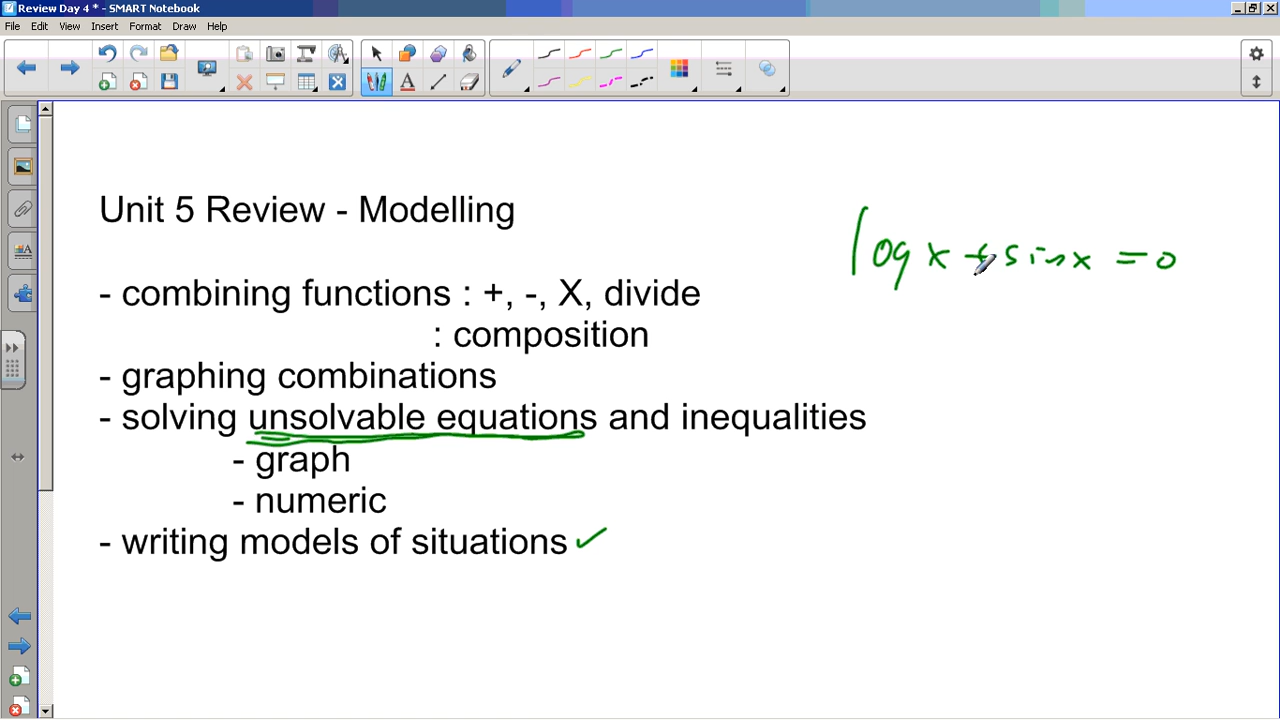 Review Day 4 * - SMART Notebook
File Edit View Insert Format Draw Help
Unit 5 Review - Modelling
log x + sin x = 0
- combining functions : +, -, X, divide
: composition
- graphing combinations
- solving unsolvable equations and inequalities
- graph
- numeric
- writing models of situations ✓